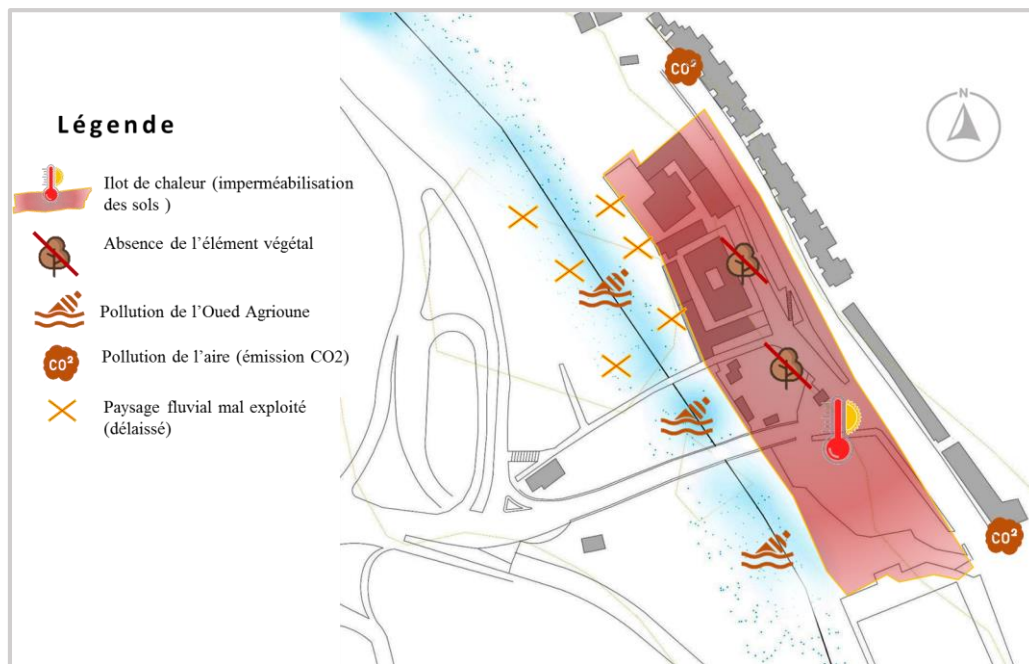 Légende
Ilot de chaleur (imperméabilisation
des sols )
Absence de l'élément végétal
Pollution de l'Oued Agrioune
CO²
Pollution de l'aire (émission CO2)
Paysage fluvial mal exploité
(délaissé)
CO²
N
CO²